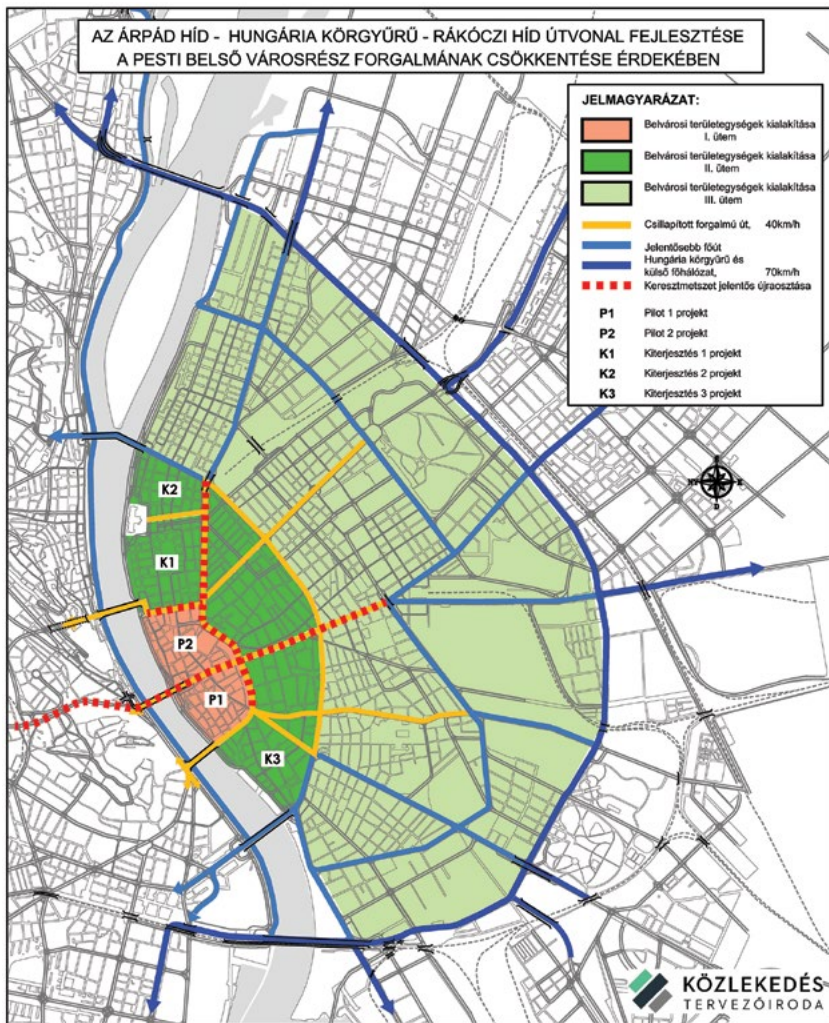 AZ ÁRPÁD HÍD - HUNGÁRIA KÖRGYŰRŰ - RÁKÓCZI HÍD ÚTVONAL FEJLESZTÉSE
A PESTI BELSŐ VÁROSRÉSZ FORGALMÁNAK CSÖKKENTÉSE ÉRDEKÉBEN
JELMAGYARÁZAT:
Belvárosi területegységek kialakítása
I. ütem
Belvárosi területegységek kialakítása
II. ütem
Belvárosi területegységek kialakítása
III. ütem
Csillapított forgalmú út, 40km/h
Jelentősebb főút
Hungária körgyűrű és
külső főhálózat, 70km/h
Keresztmetszet jelentős újraosztása
P1 Pilot 1 projekt
P2 Pilot 2 projekt
K1 Kiterjesztés 1 projekt
K2 Kiterjesztés 2 projekt
K3 Kiterjesztés 3 projekt
K2
K1
P2
P1
K3
NY K
D
KÖZLEKEDÉS
TERVEZŐIRODA